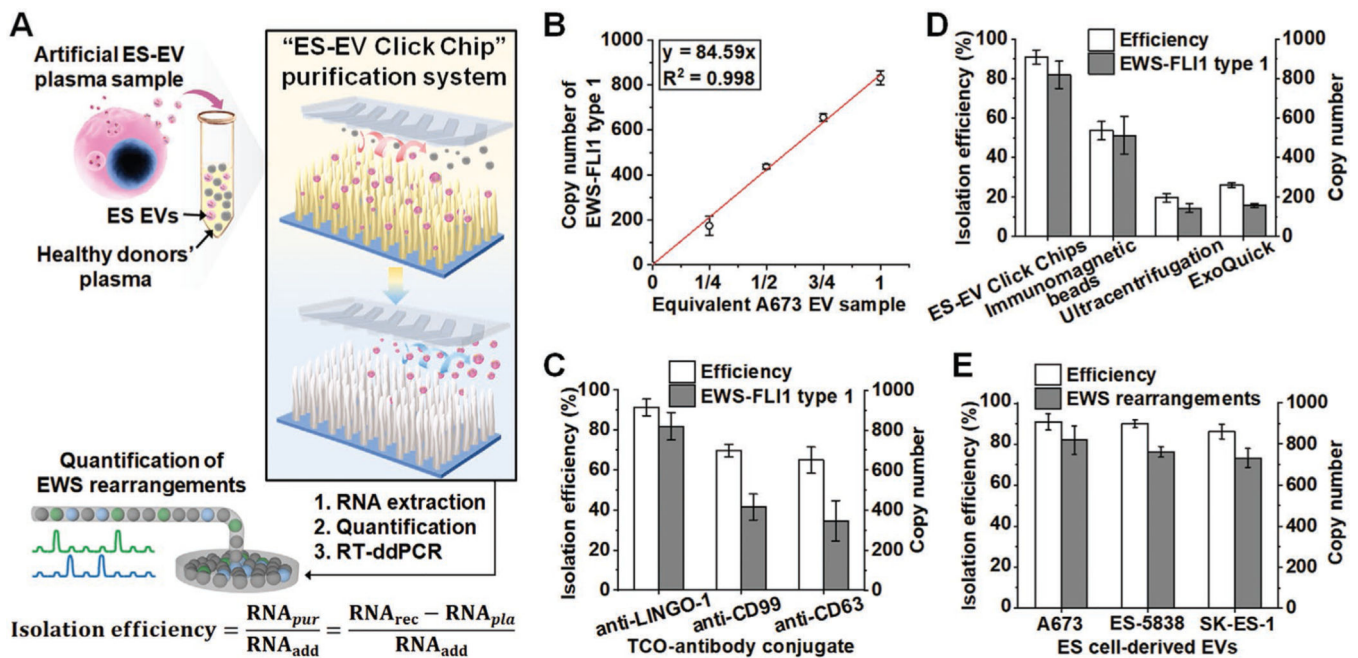 A
Artificial ES-EV
plasma sample
ES EVs
Healthy donors'
plasma
"ES-EV Click Chip"
purification system
Quantification of
EWS rearrangements
1. RNA extraction
2. Quantification
3. RT-ddPCR
Isolation efficiency = RNA_pur / RNA_add = RNA_rec − RNA_pla / RNA_add
B
y = 84.59x
R² = 0.998
Copy number of
EWS-FLI1 type 1
1000
800
600
400
200
0
0 1/4 1/2 3/4 1
Equivalent A673 EV sample
C
Efficiency
EWS-FLI1 type 1
Isolation efficiency (%)
100
80
60
40
20
0
Copy number
1000
800
600
400
200
0
anti-LINGO-1
anti-CD99
anti-CD63
TCO-antibody conjugate
D
Efficiency
EWS-FLI1 type 1
Isolation efficiency (%)
100
80
60
40
20
0
Copy number
1000
800
600
400
200
0
ES-EV Click Chips
Immunomagnetic
beads
Ultracentrifugation
ExoQuick
E
Efficiency
EWS rearrangements
Isolation efficiency (%)
100
80
60
40
20
0
Copy number
1000
800
600
400
200
0
A673 ES-5838 SK-ES-1
ES cell-derived EVs